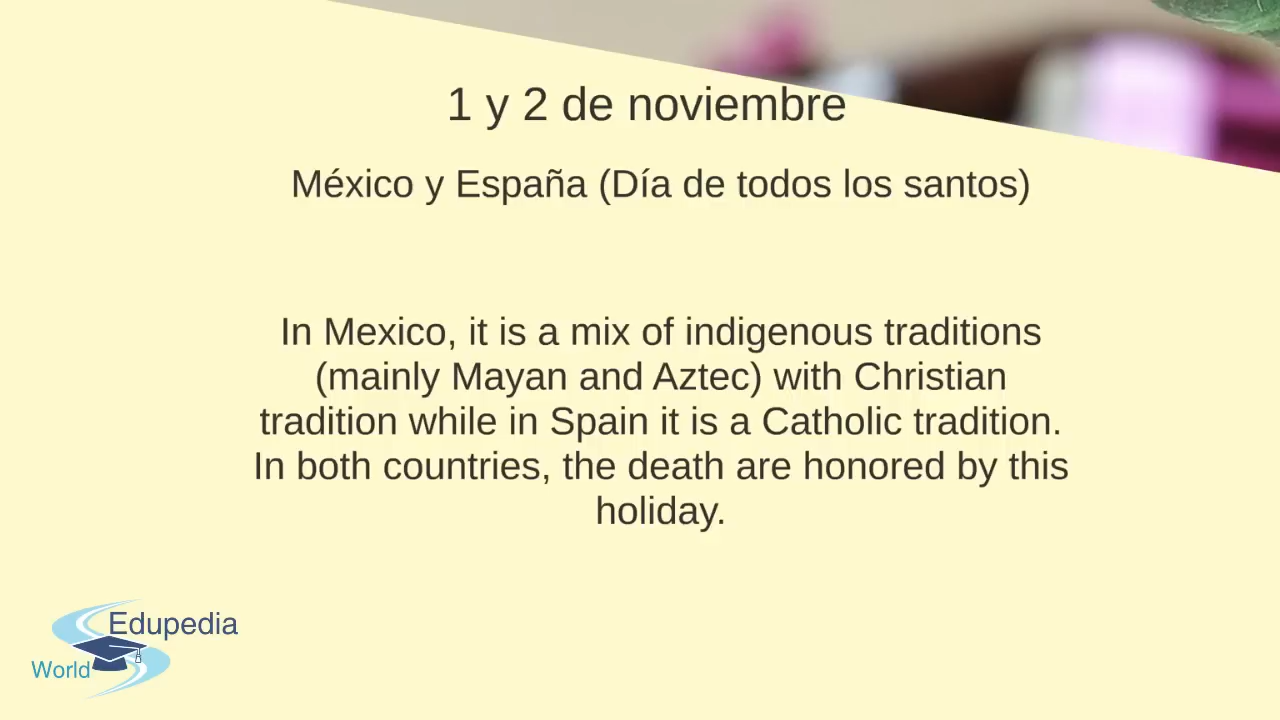 1 y 2 de noviembre
México y España (Día de todos los santos)
In Mexico, it is a mix of indigenous traditions
(mainly Mayan and Aztec) with Christian
tradition while in Spain it is a Catholic tradition.
In both countries, the death are honored by this
holiday.
Edupedia
World